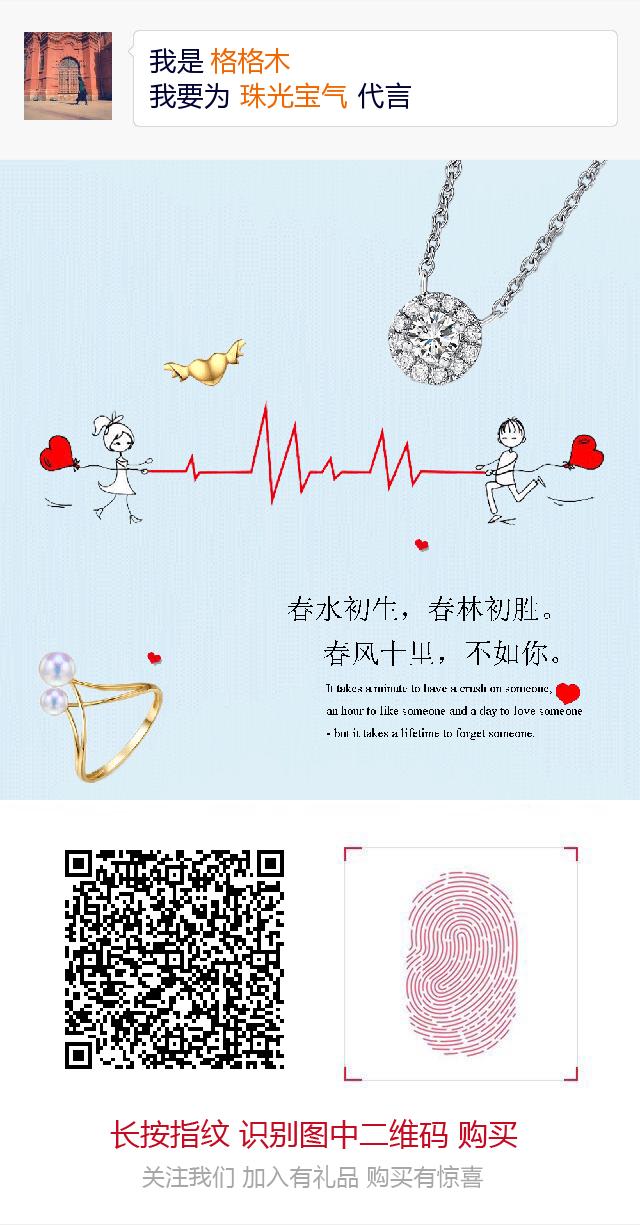 我是 格格木
我要为 珠光宝气 代言
春水初生，春林初胜。
春风十里，不如你。
It takes a minute to have a crush on someone,
an hour to like someone and a day to love someone
- but it takes a lifetime to forget someone.
长按指纹 识别图中二维码 购买
关注我们 加入有礼品 购买有惊喜